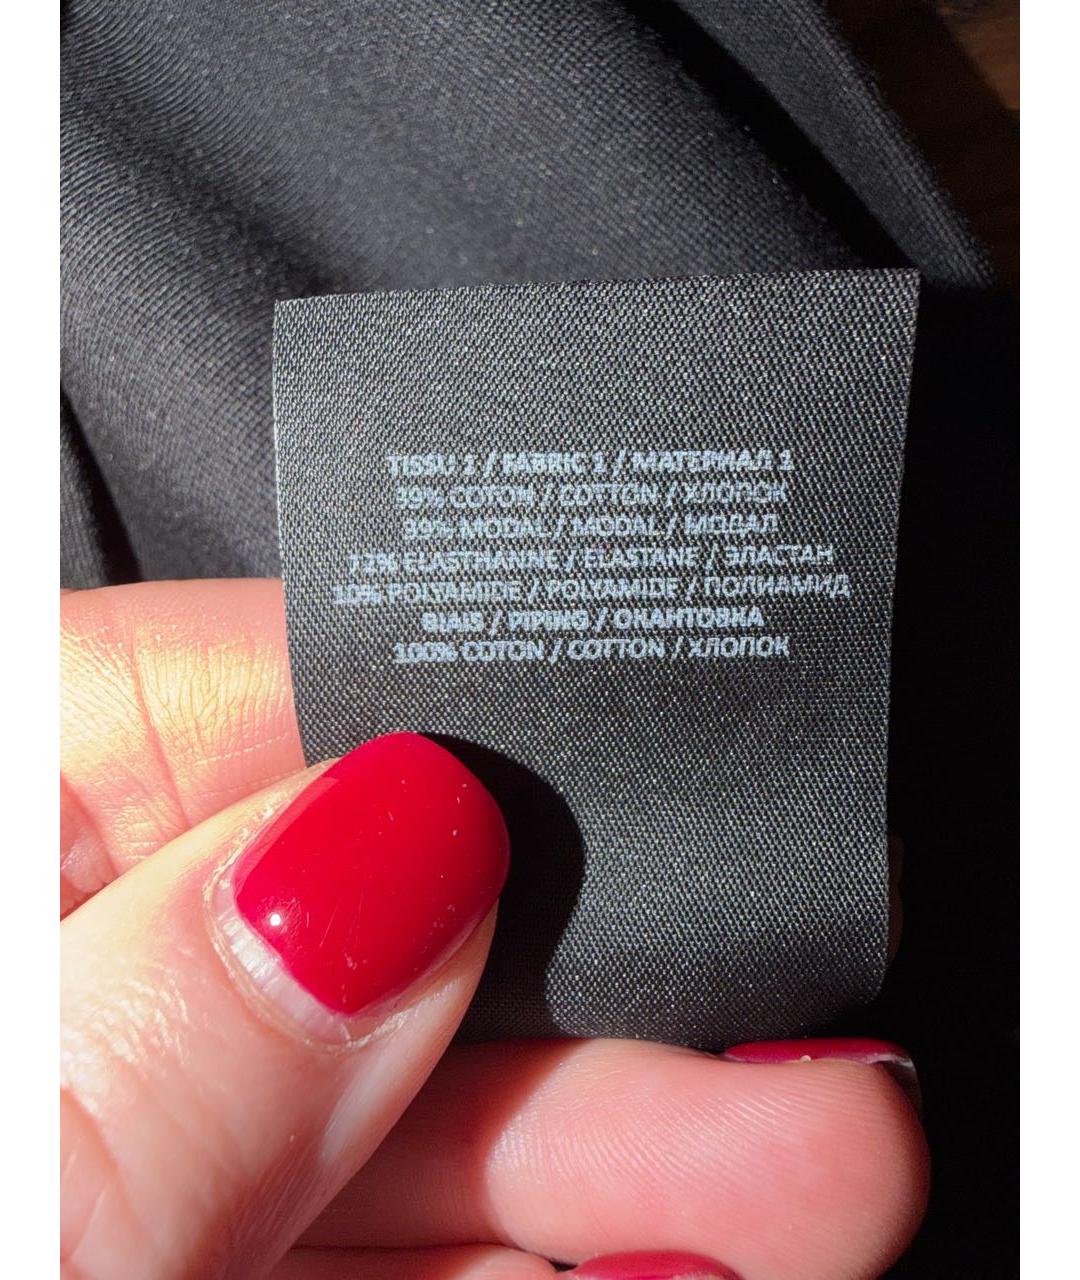 TISSU 1 / FABRIC 1 / МАТЕРИАЛ 1
39% COTON / COTTON / ХЛОПОК
39% MODAL / MODAL / МОДАЛ
12% ELASTHANNE / ELASTANE / ЭЛАСТАН
10% POLYAMIDE / POLYAMIDE / ПОЛИАМИД
BIAIS / PIPING / ОКАНТОВКА
100% COTON / COTTON / ХЛОПОК